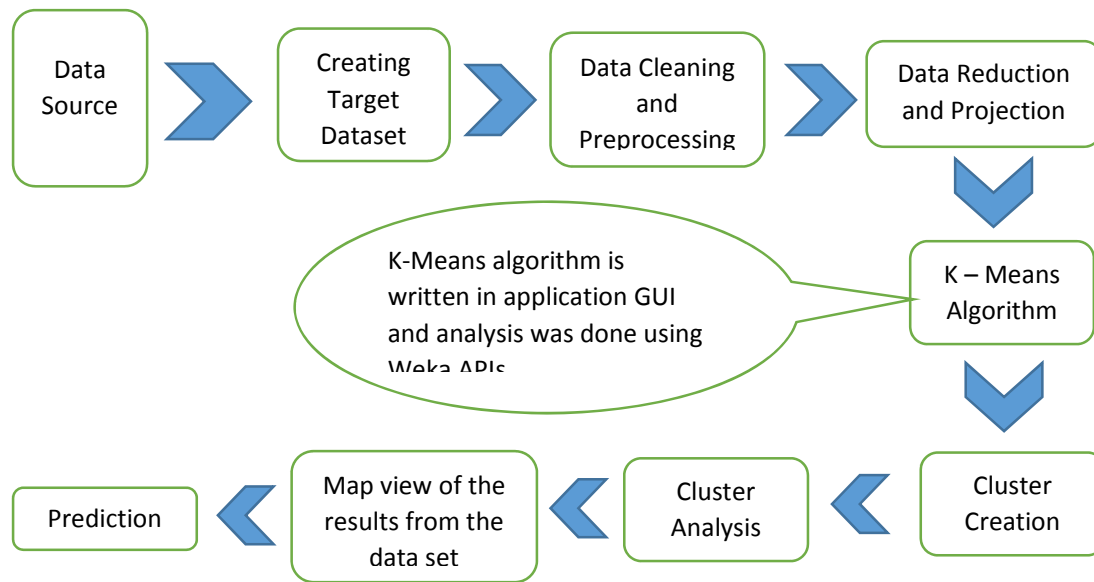 Data
Source
Creating
Target
Dataset
Data Cleaning
and
Preprocessing
Data Reduction
and Projection
K-Means algorithm is
written in application GUI
and analysis was done using
Weka APIs
K – Means
Algorithm
Cluster
Creation
Cluster
Analysis
Map view of the
results from the
data set
Prediction